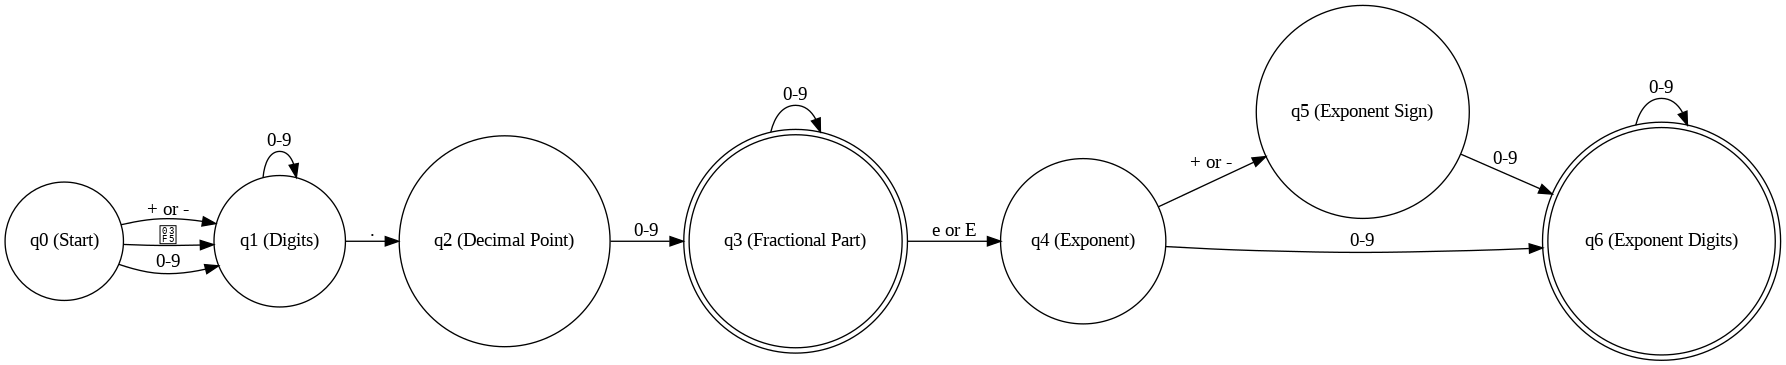 0-9
+ or -
0-9
q0 (Start)
q1 (Digits)
.
q2 (Decimal Point)
0-9
0-9
q3 (Fractional Part)
e or E
q4 (Exponent)
+ or -
q5 (Exponent Sign)
0-9
0-9
0-9
q6 (Exponent Digits)